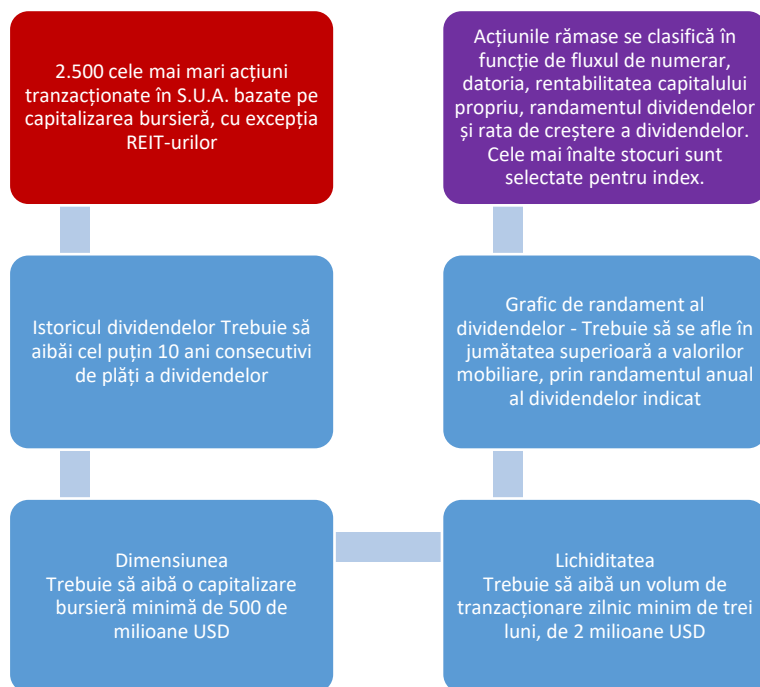 2.500 cele mai mari acțiuni
tranzacționate în S.U.A. bazate pe
capitalizarea bursieră, cu excepția
REIT-urilor
Istoricul dividendelor Trebuie să
aibăi cel puțin 10 ani consecutivi
de plăți a dividendelor
Dimensiunea
Trebuie să aibă o capitalizare
bursieră minimă de 500 de
milioane USD
Lichiditatea
Trebuie să aibă un volum de
tranzacționare zilnic minim de trei
luni, de 2 milioane USD
Grafic de randament al
dividendelor - Trebuie să se afle în
jumătatea superioară a valorilor
mobiliare, prin randamentul anual
al dividendelor indicat
Acțiunile rămase se clasifică în
funcție de fluxul de numerar,
datoria, rentabilitatea capitalului
propriu, randamentul dividendelor
și rata de creștere a dividendelor.
Cele mai înalte stocuri sunt
selectate pentru index.